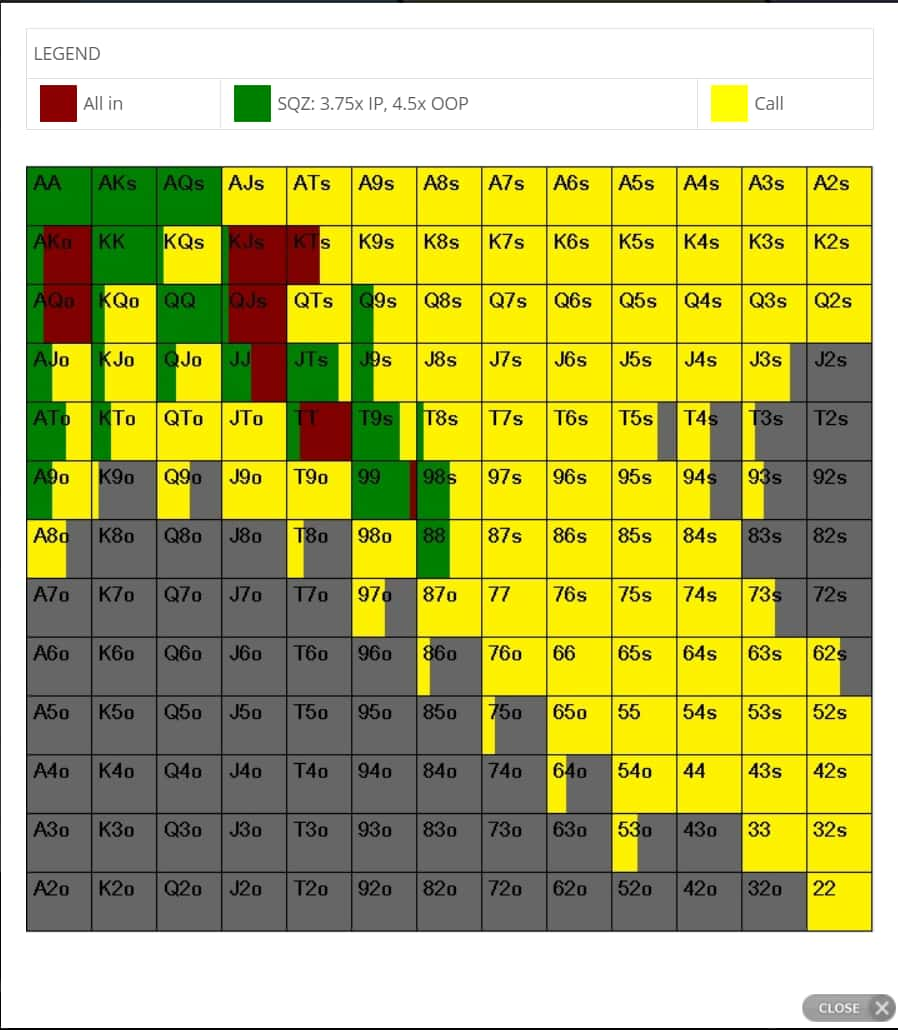 LEGEND
All in SQZ: 3.75x IP, 4.5x OOP Call
AA AKs AQs AJs ATs A9s A8s A7s A6s A5s A4s A3s A2s
AKo KK KQs KJs KTs K9s K8s K7s K6s K5s K4s K3s K2s
AQo KQo QQ QJs QTs Q9s Q8s Q7s Q6s Q5s Q4s Q3s Q2s
AJo KJo QJo JJ JTs J9s J8s J7s J6s J5s J4s J3s J2s
ATo KTo QTo JTo TT T9s T8s T7s T6s T5s T4s T3s T2s
A9o K9o Q9o J9o T9o 99 98s 97s 96s 95s 94s 93s 92s
A8o K8o Q8o J8o T8o 98o 88 87s 86s 85s 84s 83s 82s
A7o K7o Q7o J7o T7o 97o 87o 77 76s 75s 74s 73s 72s
A6o K6o Q6o J6o T6o 96o 86o 76o 66 65s 64s 63s 62s
A5o K5o Q5o J5o T5o 95o 85o 75o 65o 55 54s 53s 52s
A4o K4o Q4o J4o T4o 94o 84o 74o 64o 54o 44 43s 42s
A3o K3o Q3o J3o T3o 93o 83o 73o 63o 53o 43o 33 32s
A2o K2o Q2o J2o T2o 92o 82o 72o 62o 52o 42o 32o 22
CLOSE